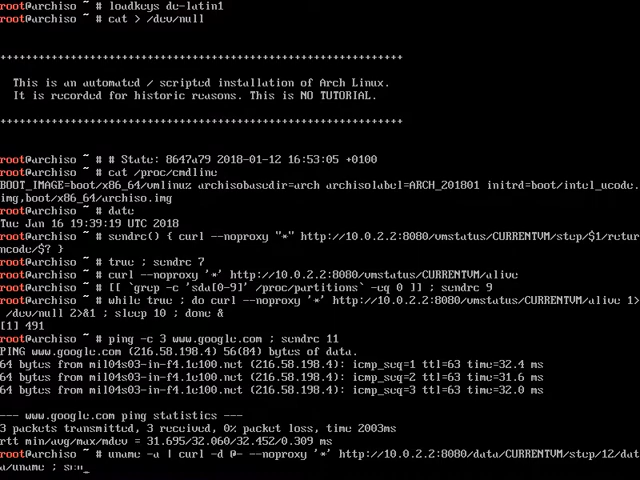 root@archiso ~ # loadkeys de-latin1
root@archiso ~ # cat > /dev/null
++++++++++++++++++++++++++++++++++++++++++++++++++++++++++++++
This is an automated / scripted installation of Arch Linux.
It is recorded for historic reasons. This is NO TUTORIAL.
++++++++++++++++++++++++++++++++++++++++++++++++++++++++++++++
root@archiso ~ # # State: 8647a79 2018-01-12 16:53:05 +0100
root@archiso ~ # cat /proc/cmdline
BOOT_IMAGE=boot/x86_64/vmlinuz archisobasedir=arch archisolabel=ARCH_201801 initrd=boot/intel_ucode.
img,boot/x86_64/archiso.img
root@archiso ~ # date
Tue Jan 16 19:39:19 UTC 2018
root@archiso ~ # sendrc() { curl --noproxy "*" http://10.0.2.2:8080/vmstatus/CURRENTVM/step/$1/return
ncode/$? }
root@archiso ~ # true ; sendrc 7
root@archiso ~ # curl --noproxy '*' http://10.0.2.2:8080/vmstatus/CURRENTVM/alive
root@archiso ~ # [[ `grep -c 'sda[0-9]' /proc/partitions` -eq 0 ]] ; sendrc 9
root@archiso ~ # while true ; do curl --noproxy '*' http://10.0.2.2:8080/vmstatus/CURRENTVM/alive 1>
/dev/null 2>&1 ; sleep 10 ; done &
[1] 491
root@archiso ~ # ping -c 3 www.google.com ; sendrc 11
PING www.google.com (216.58.198.4) 56(84) bytes of data.
64 bytes from mil04s03-in-f4.1e100.net (216.58.198.4): icmp_seq=1 ttl=63 time=32.4 ms
64 bytes from mil04s03-in-f4.1e100.net (216.58.198.4): icmp_seq=2 ttl=63 time=31.6 ms
64 bytes from mil04s03-in-f4.1e100.net (216.58.198.4): icmp_seq=3 ttl=63 time=32.0 ms
--- www.google.com ping statistics ---
3 packets transmitted, 3 received, 0% packet loss, time 2003ms
rtt min/avg/max/mdev = 31.695/32.060/32.452/0.309 ms
root@archiso ~ # uname -a | curl -d @- --noproxy '*' http://10.0.2.2:8080/data/CURRENTVM/step/12/dat
a/uname ; sen_